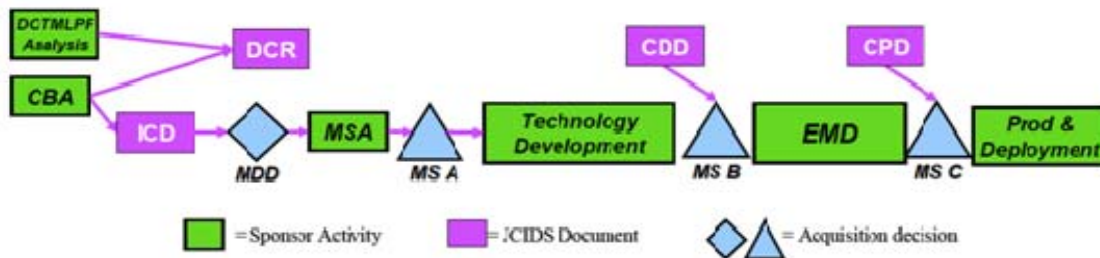 DCTMLPF
Analysis
DCR
CDD
CPD
CBA
ICD
MSA
Technology
Development
EMD
Prod &
Deployment
MDD
MS A
MS B
MS C
= Sponsor Activity
= JCIDS Document
= Acquisition decision